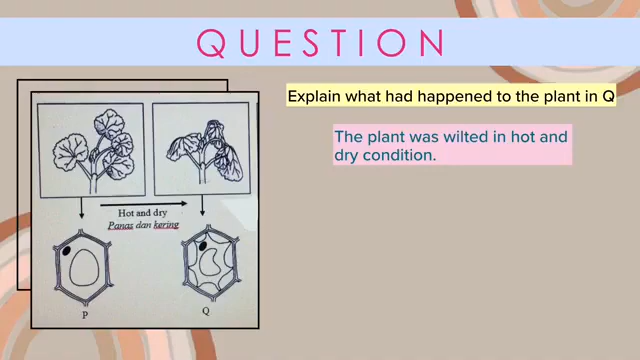 QUESTION
Explain what had happened to the plant in Q
The plant was wilted in hot and
dry condition.
Hot and dry
Panas dan kering
P
Q